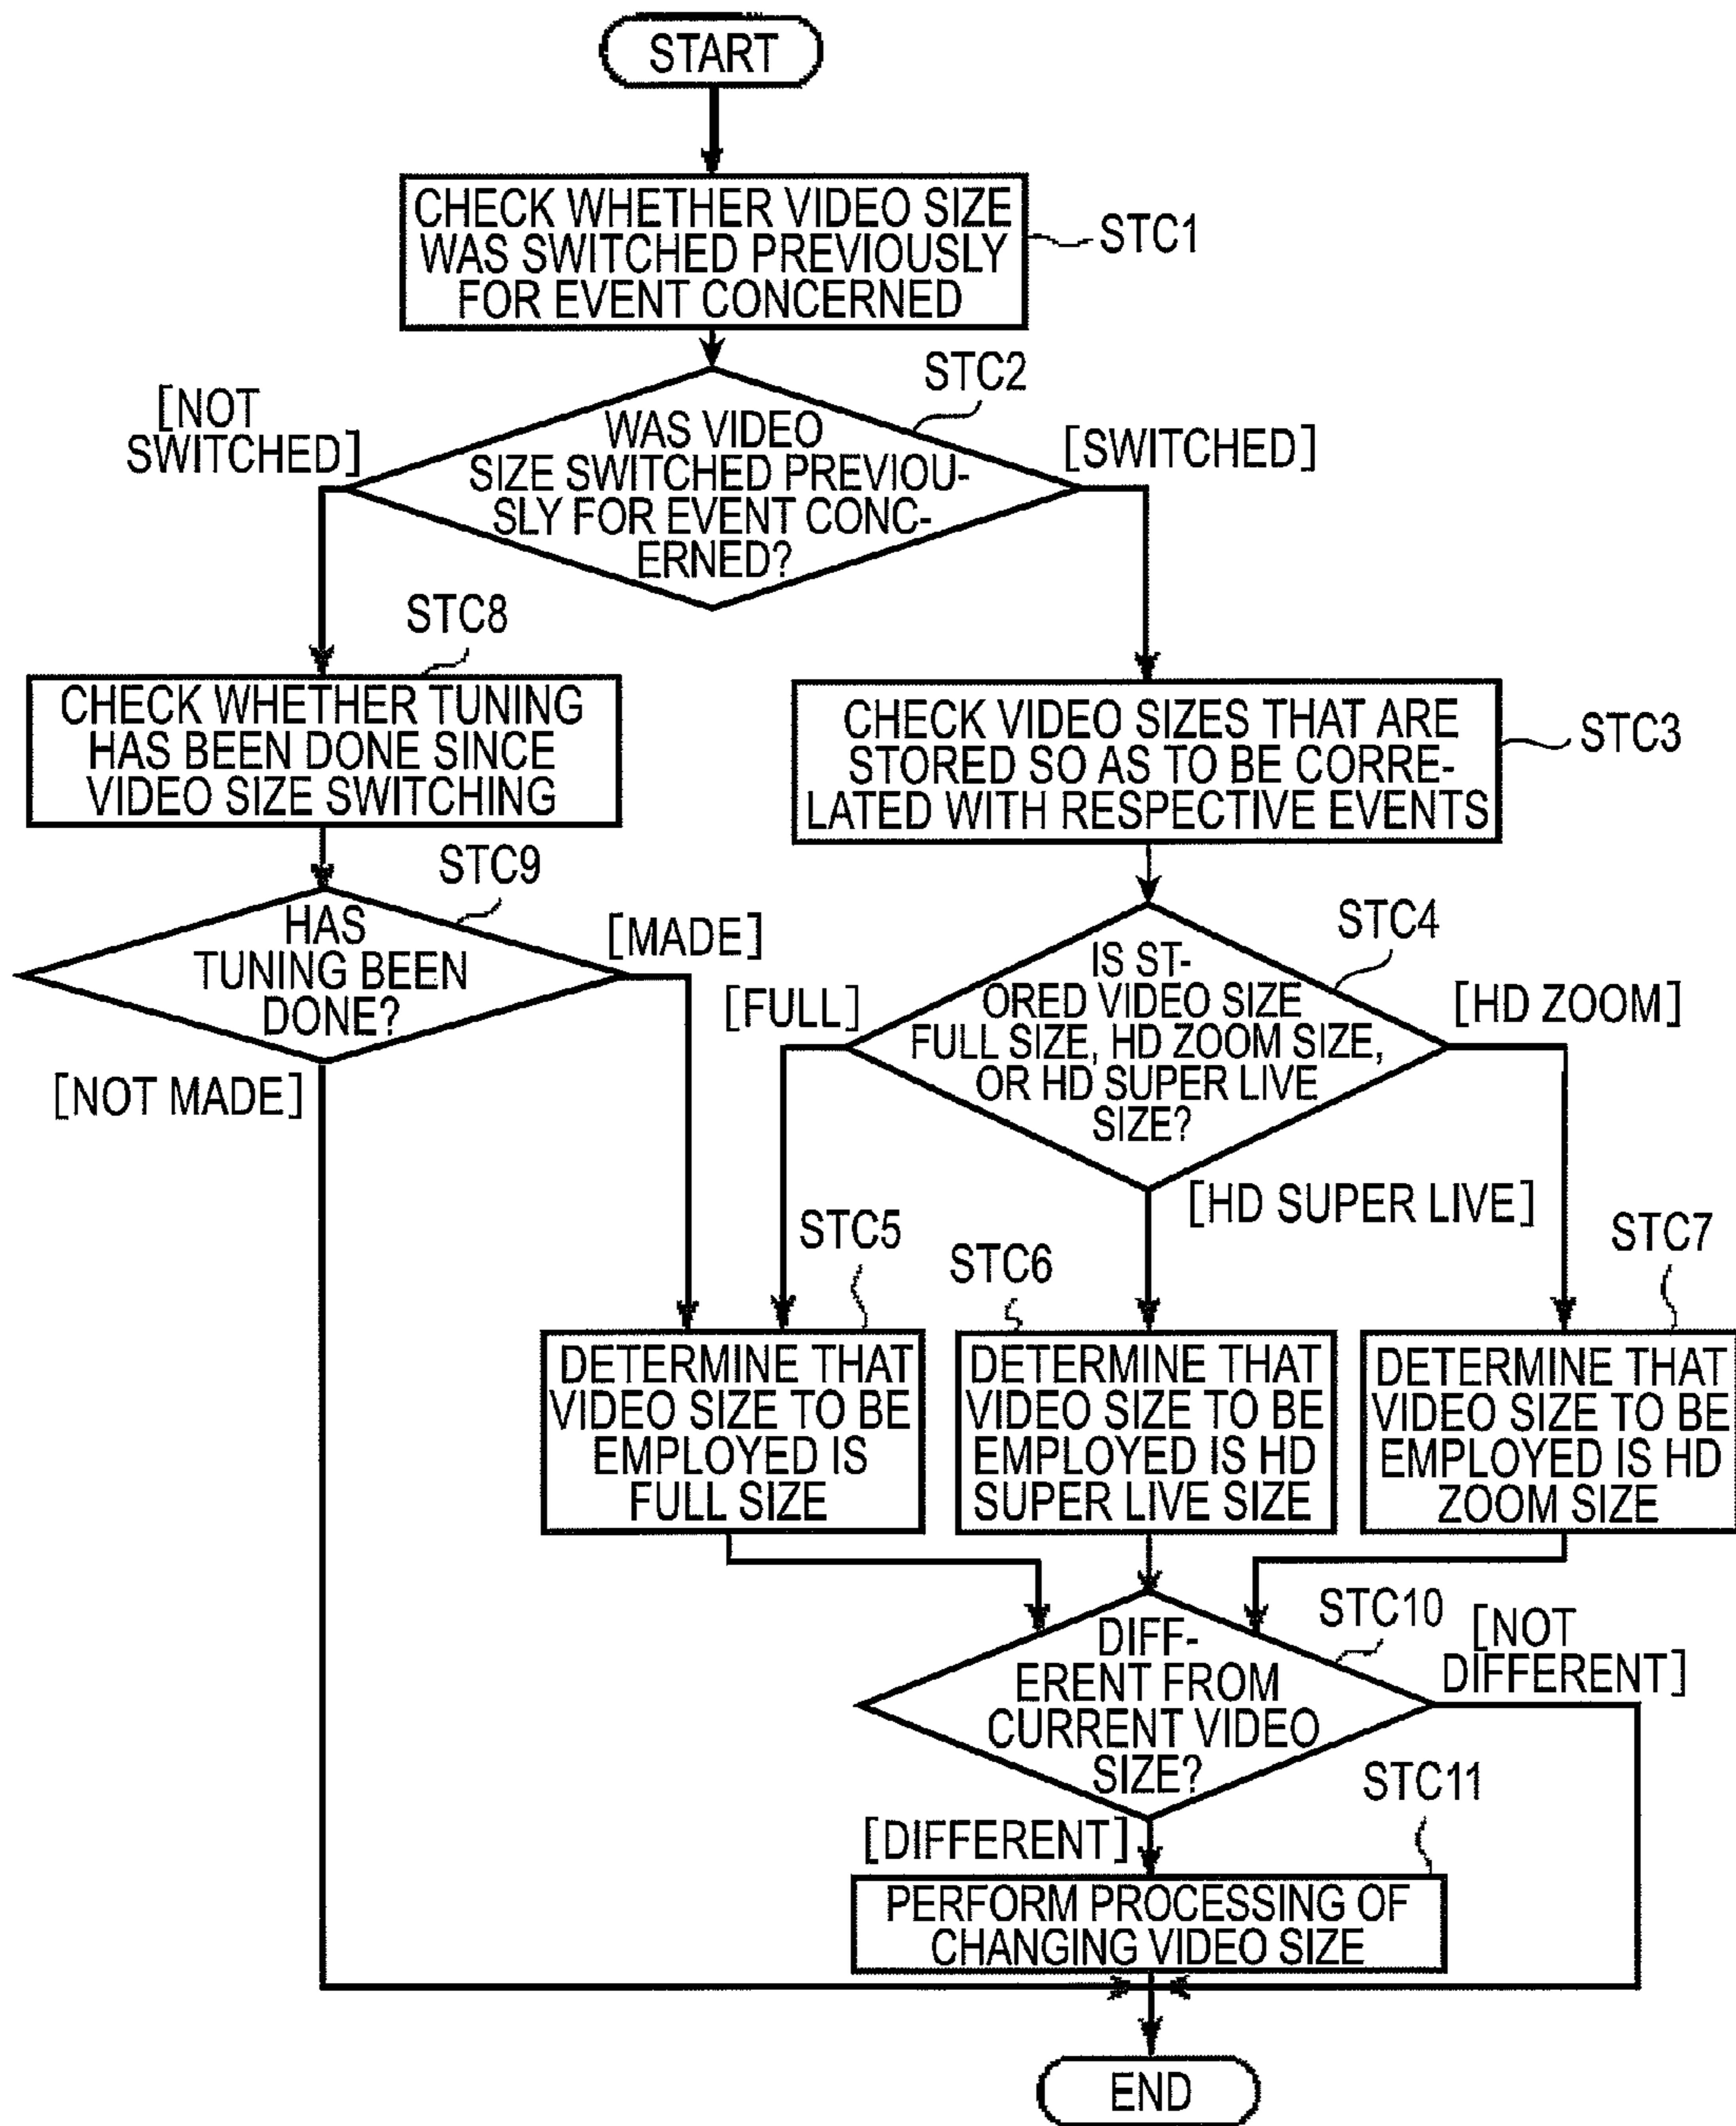 START
CHECK WHETHER VIDEO SIZE
WAS SWITCHED PREVIOUSLY
FOR EVENT CONCERNED
STC1
STC2
[NOT
SWITCHED]
WAS VIDEO
SIZE SWITCHED PREVIOU-
SLY FOR EVENT CONC-
ERNED?
[SWITCHED]
STC8
CHECK WHETHER TUNING
HAS BEEN DONE SINCE
VIDEO SIZE SWITCHING
CHECK VIDEO SIZES THAT ARE
STORED SO AS TO BE CORRE-
LATED WITH RESPECTIVE EVENTS
STC3
STC9
HAS
TUNING BEEN
DONE?
[MADE]
[NOT MADE]
STC4
IS ST-
ORED VIDEO SIZE
FULL SIZE, HD ZOOM SIZE,
OR HD SUPER LIVE
SIZE?
[FULL]
[HD ZOOM]
[HD SUPER LIVE]
STC5
STC6
STC7
DETERMINE THAT
VIDEO SIZE TO BE
EMPLOYED IS
FULL SIZE
DETERMINE THAT
VIDEO SIZE TO BE
EMPLOYED IS HD
SUPER LIVE SIZE
DETERMINE THAT
VIDEO SIZE TO BE
EMPLOYED IS HD
ZOOM SIZE
STC10
DIFF-
ERENT FROM
CURRENT VIDEO
SIZE?
[NOT
DIFFERENT]
[DIFFERENT]
STC11
PERFORM PROCESSING OF
CHANGING VIDEO SIZE
END